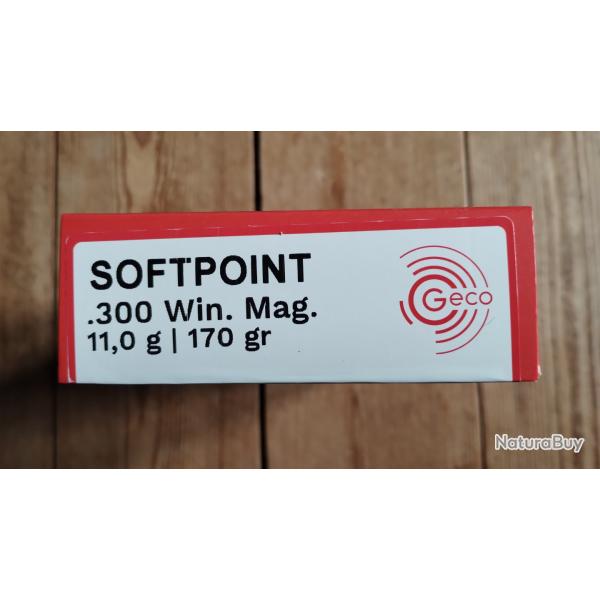 SOFTPOINT
.300 Win. Mag.
11,0 g | 170 gr
Geco
NaturaBuy